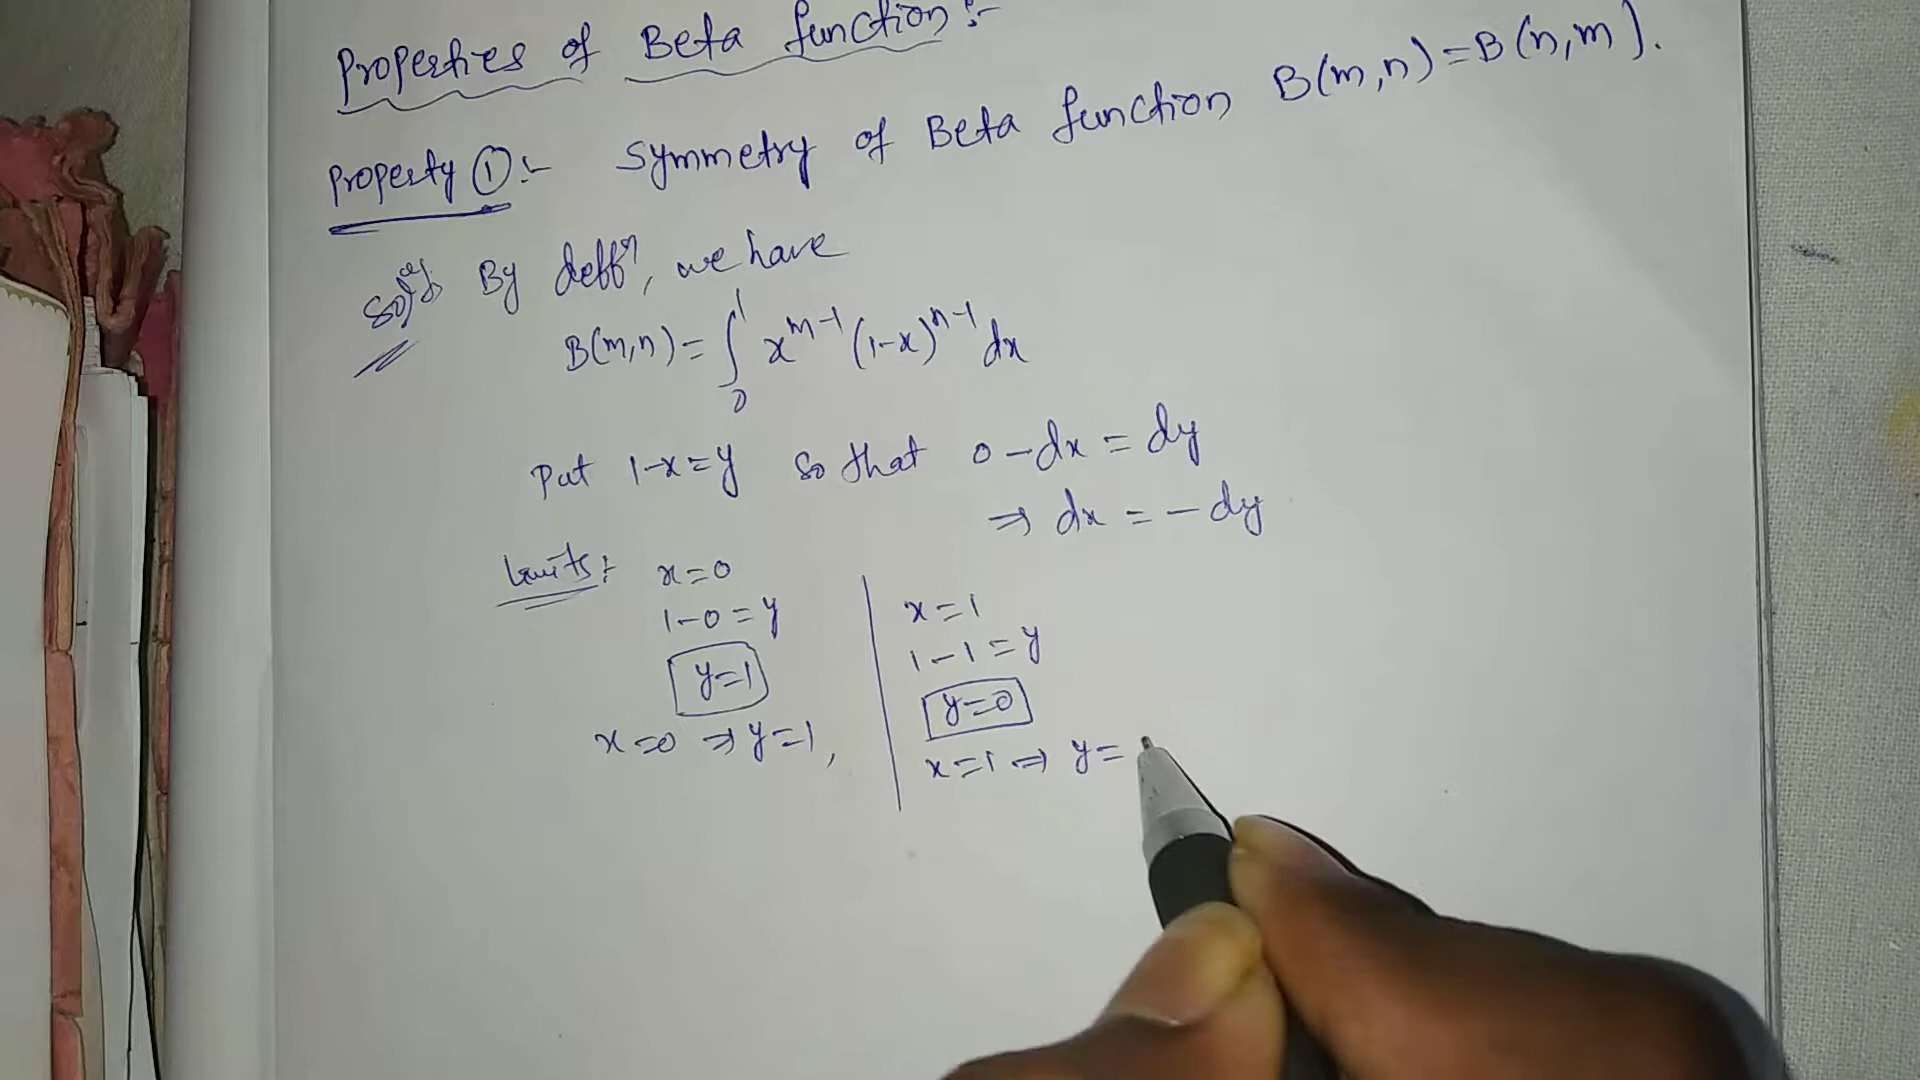 Properties of Beta function :-
Property ① :- Symmetry of Beta function B(m,n) = B(n,m).
By deffⁿ, we have
B(m,n) = ∫₀¹ x^{m-1} (1-x)^{n-1} dx
Put 1-x=y so that 0-dx = dy
⇒ dx = -dy
Limits: x=0
1-0=y
y=1
x=0 ⇒ y=1,
x=1
1-1=y
y=0
x=1 ⇒ y=